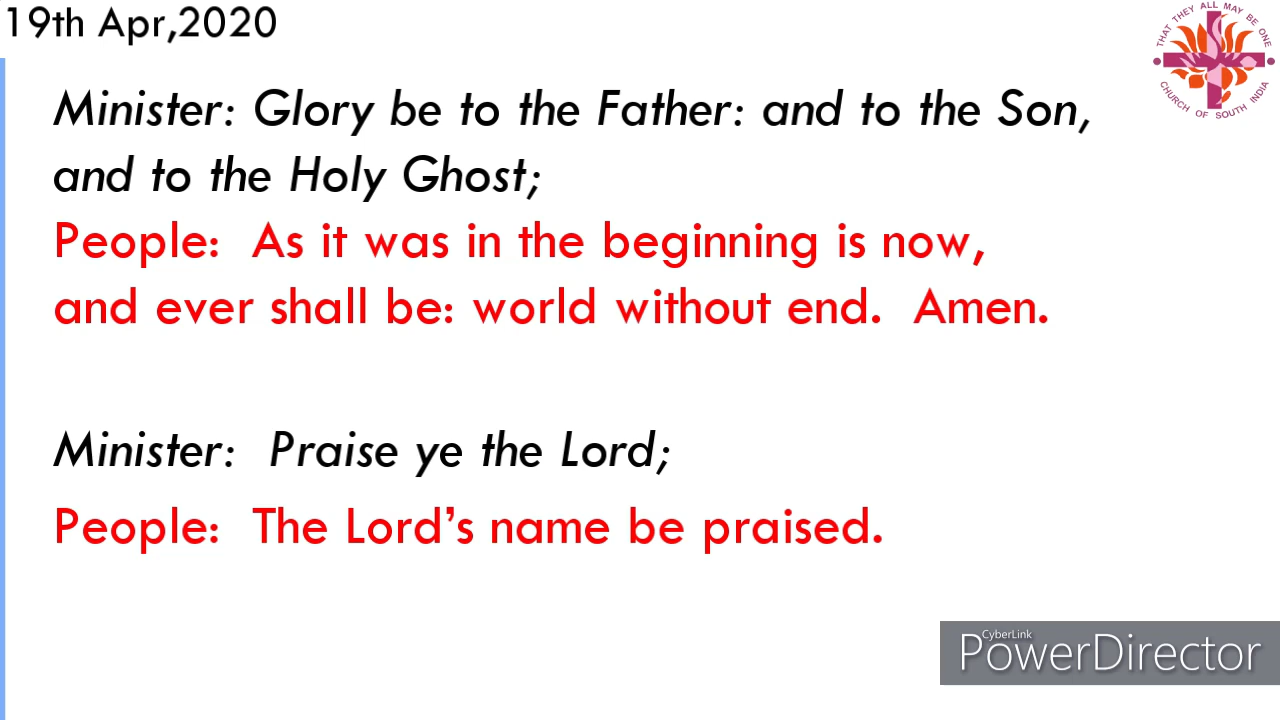 19th Apr,2020
THAT THEY ALL MAY BE ONE
CHURCH OF SOUTH INDIA
Minister: Glory be to the Father: and to the Son,
and to the Holy Ghost;
People:  As it was in the beginning is now,
and ever shall be: world without end.  Amen.
Minister:  Praise ye the Lord;
People:  The Lord’s name be praised.
CyberLink
PowerDirector